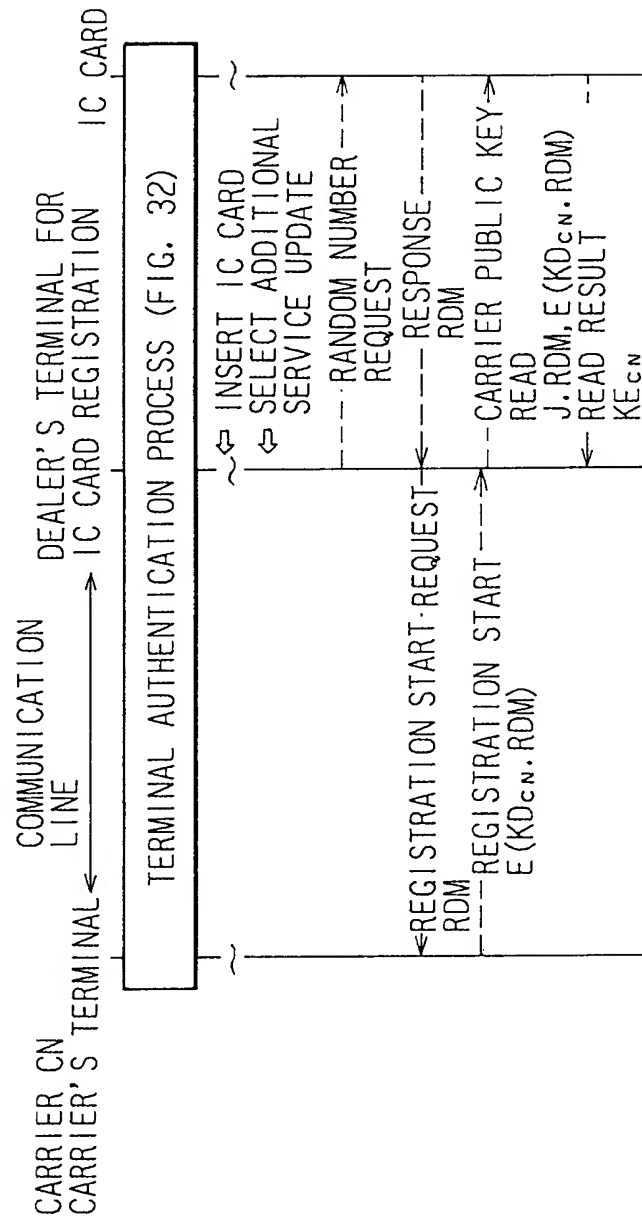 CARRIER CN
CARRIER'S TERMINAL
COMMUNICATION
LINE
DEALER'S TERMINAL FOR
IC CARD REGISTRATION
IC CARD
TERMINAL AUTHENTICATION PROCESS (FIG. 32)
INSERT IC CARD
SELECT ADDITIONAL
SERVICE UPDATE
RANDOM NUMBER
REQUEST
RESPONSE
RDM
REGISTRATION START·REQUEST
RDM
REGISTRATION START
E(KDCN.RDM)
CARRIER PUBLIC KEY
READ
J.RDM,E(KDCN.RDM)
READ RESULT
KECN